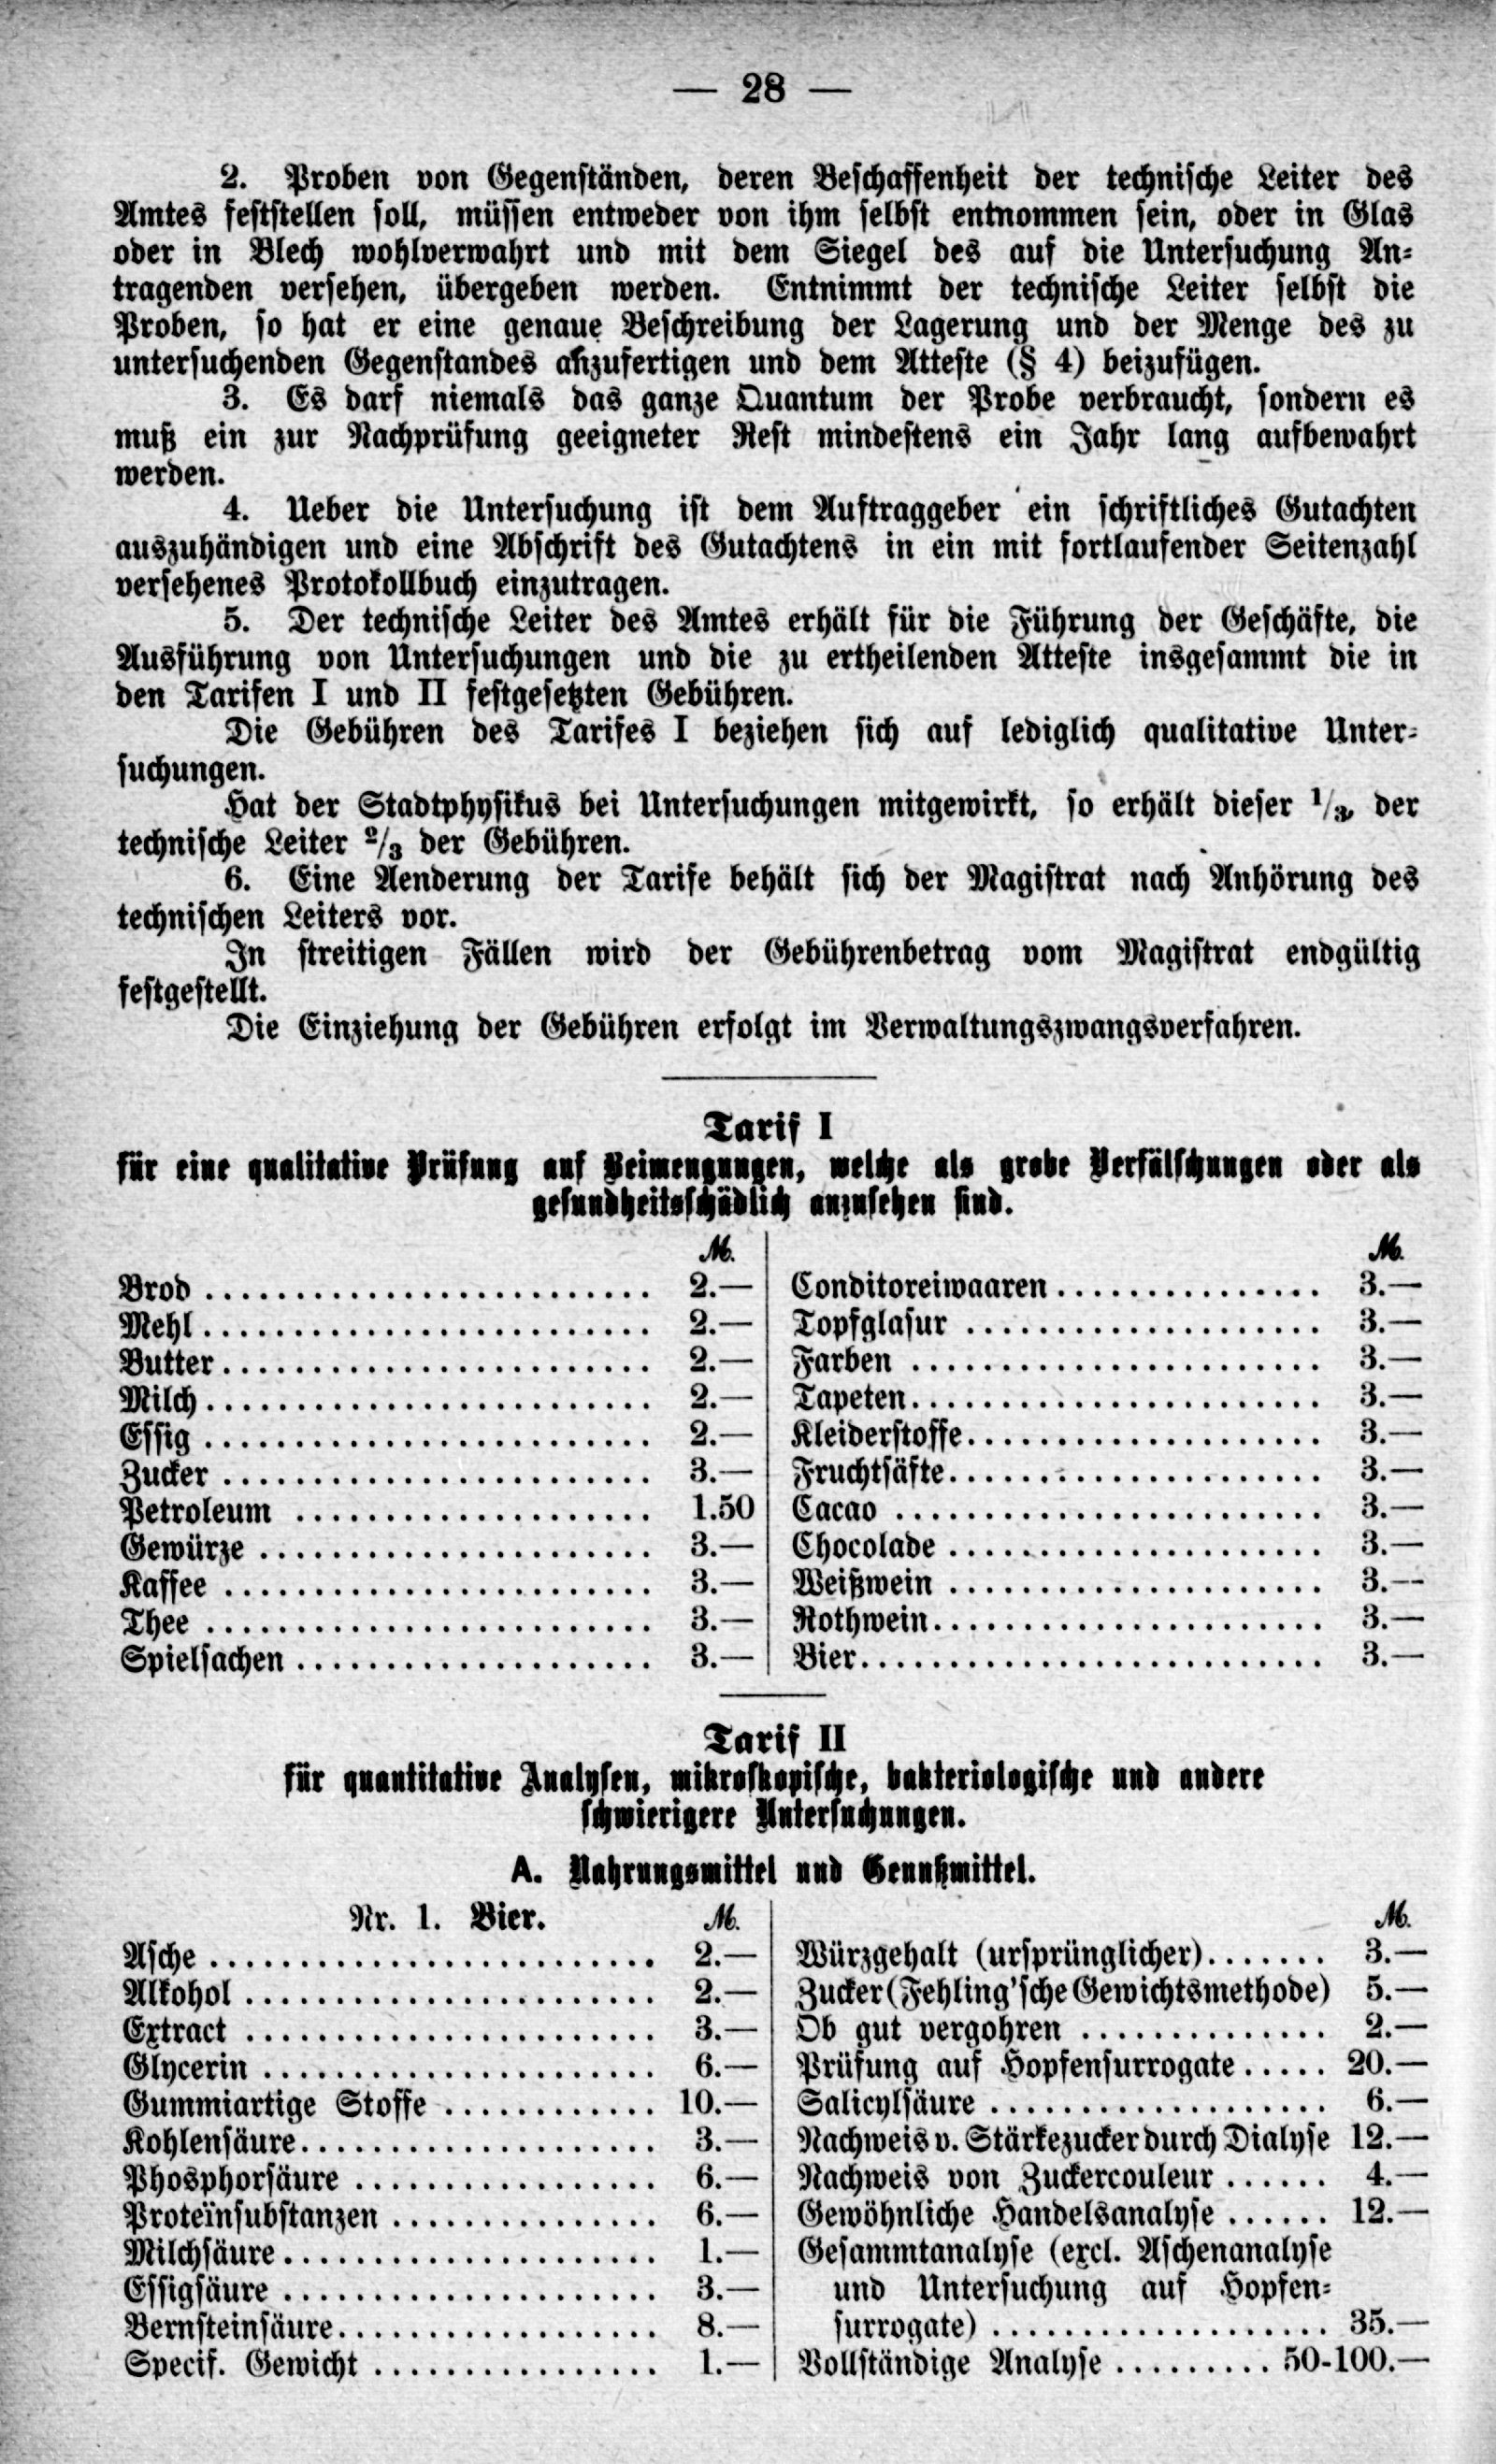 — 28 —
2. Proben von Gegenständen, deren Beschaffenheit der technische Leiter des
Amtes feststellen soll, müssen entweder von ihm selbst entnommen sein, oder in Glas
oder in Blech wohlverwahrt und mit dem Siegel des auf die Untersuchung An-
tragenden versehen, übergeben werden. Entnimmt der technische Leiter selbst die
Proben, so hat er eine genaue Beschreibung der Lagerung und der Menge des zu
untersuchenden Gegenstandes anzufertigen und dem Atteste (§ 4) beizufügen.
3. Es darf niemals das ganze Quantum der Probe verbraucht, sondern es
muß ein zur Nachprüfung geeigneter Rest mindestens ein Jahr lang aufbewahrt
werden.
4. Ueber die Untersuchung ist dem Auftraggeber ein schriftliches Gutachten
auszuhändigen und eine Abschrift des Gutachtens in ein mit fortlaufender Seitenzahl
versehenes Protokollbuch einzutragen.
5. Der technische Leiter des Amtes erhält für die Führung der Geschäfte, die
Ausführung von Untersuchungen und die zu ertheilenden Atteste insgesammt die in
den Tarifen I und II festgesetzten Gebühren.
Die Gebühren des Tarifes I beziehen sich auf lediglich qualitative Unter-
suchungen.
Hat der Stadtphysikus bei Untersuchungen mitgewirkt, so erhält dieser 1/3, der
technische Leiter 2/3 der Gebühren.
6. Eine Aenderung der Tarife behält sich der Magistrat nach Anhörung des
technischen Leiters vor.
In streitigen Fällen wird der Gebührenbetrag vom Magistrat endgültig
festgestellt.
Die Einziehung der Gebühren erfolgt im Verwaltungszwangsverfahren.
Tarif I
für eine qualitative Prüfung auf Beimengungen, welche als grobe Verfälschungen oder als
gesundheitsschädlich anzusehen sind.
M.
Brod ........................ 2.—
Mehl ........................ 2.—
Butter ........................ 2.—
Milch ........................ 2.—
Essig ........................ 2.—
Zucker ........................ 3.—
Petroleum .................... 1.50
Gewürze ...................... 3.—
Kaffee ........................ 3.—
Thee ........................ 3.—
Spielsachen .................... 3.—
M.
Conditoreiwaaren ............... 3.—
Topfglasur .................... 3.—
Farben ....................... 3.—
Tapeten ....................... 3.—
Kleiderstoffe .................... 3.—
Fruchtsäfte ..................... 3.—
Cacao ........................ 3.—
Chocolade ..................... 3.—
Weißwein ..................... 3.—
Rothwein ...................... 3.—
Bier .......................... 3.—
Tarif II
für quantitative Analysen, mikroskopische, bakteriologische und andere
schwierigere Untersuchungen.
A. Nahrungsmittel und Genußmittel.
Nr. 1. Bier. M.
Asche ........................ 2.—
Alkohol ....................... 2.—
Extract ....................... 3.—
Glycerin ...................... 6.—
Gummiartige Stoffe ............ 10.—
Kohlensäure .................... 3.—
Phosphorsäure ................. 6.—
Proteïnsubstanzen ............... 6.—
Milchsäure ..................... 1.—
Essigsäure ..................... 3.—
Bernsteinsäure .................. 8.—
Specif. Gewicht ................ 1.—
M.
Würzgehalt (ursprünglicher) ....... 3.—
Zucker (Fehling'sche Gewichtsmethode) 5.—
Ob gut vergohren .............. 2.—
Prüfung auf Hopfensurrogate ..... 20.—
Salicylsäure ................... 6.—
Nachweis v. Stärkezucker durch Dialyse 12.—
Nachweis von Zuckercouleur ...... 4.—
Gewöhnliche Handelsanalyse ...... 12.—
Gesammtanalyse (excl. Aschenanalyse
und Untersuchung auf Hopfen-
surrogate) ................... 35.—
Vollständige Analyse ......... 50-100.—